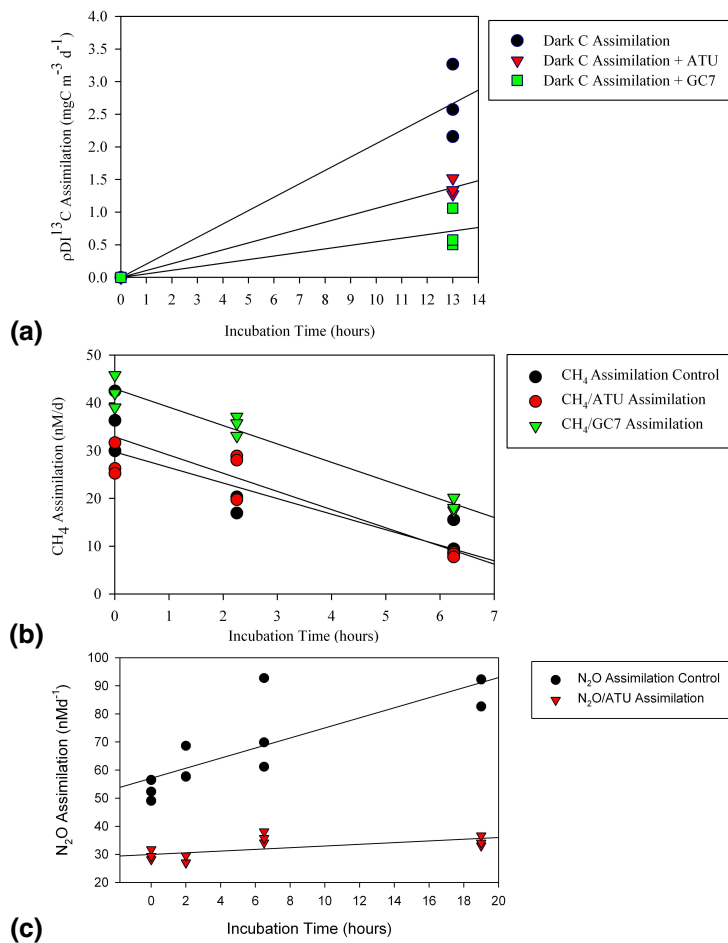 4.0
3.5
3.0
2.5
2.0
1.5
1.0
0.5
0.0
ρDI¹³C Assimilation (mgC m⁻³ d⁻¹)
0 1 2 3 4 5 6 7 8 9 10 11 12 13 14
Incubation Time (hours)
Dark C Assimilation
Dark C Assimilation + ATU
Dark C Assimilation + GC7
(a)
50
40
30
20
10
0
CH₄ Assimilation (nM/d)
0 1 2 3 4 5 6 7
Incubation Time (hours)
CH₄ Assimilation Control
CH₄/ATU Assimilation
CH₄/GC7 Assimilation
(b)
100
90
80
70
60
50
40
30
20
N₂O Assimilation (nMd⁻¹)
0 2 4 6 8 10 12 14 16 18 20
Incubation Time (hours)
N₂O Assimilation Control
N₂O/ATU Assimilation
(c)